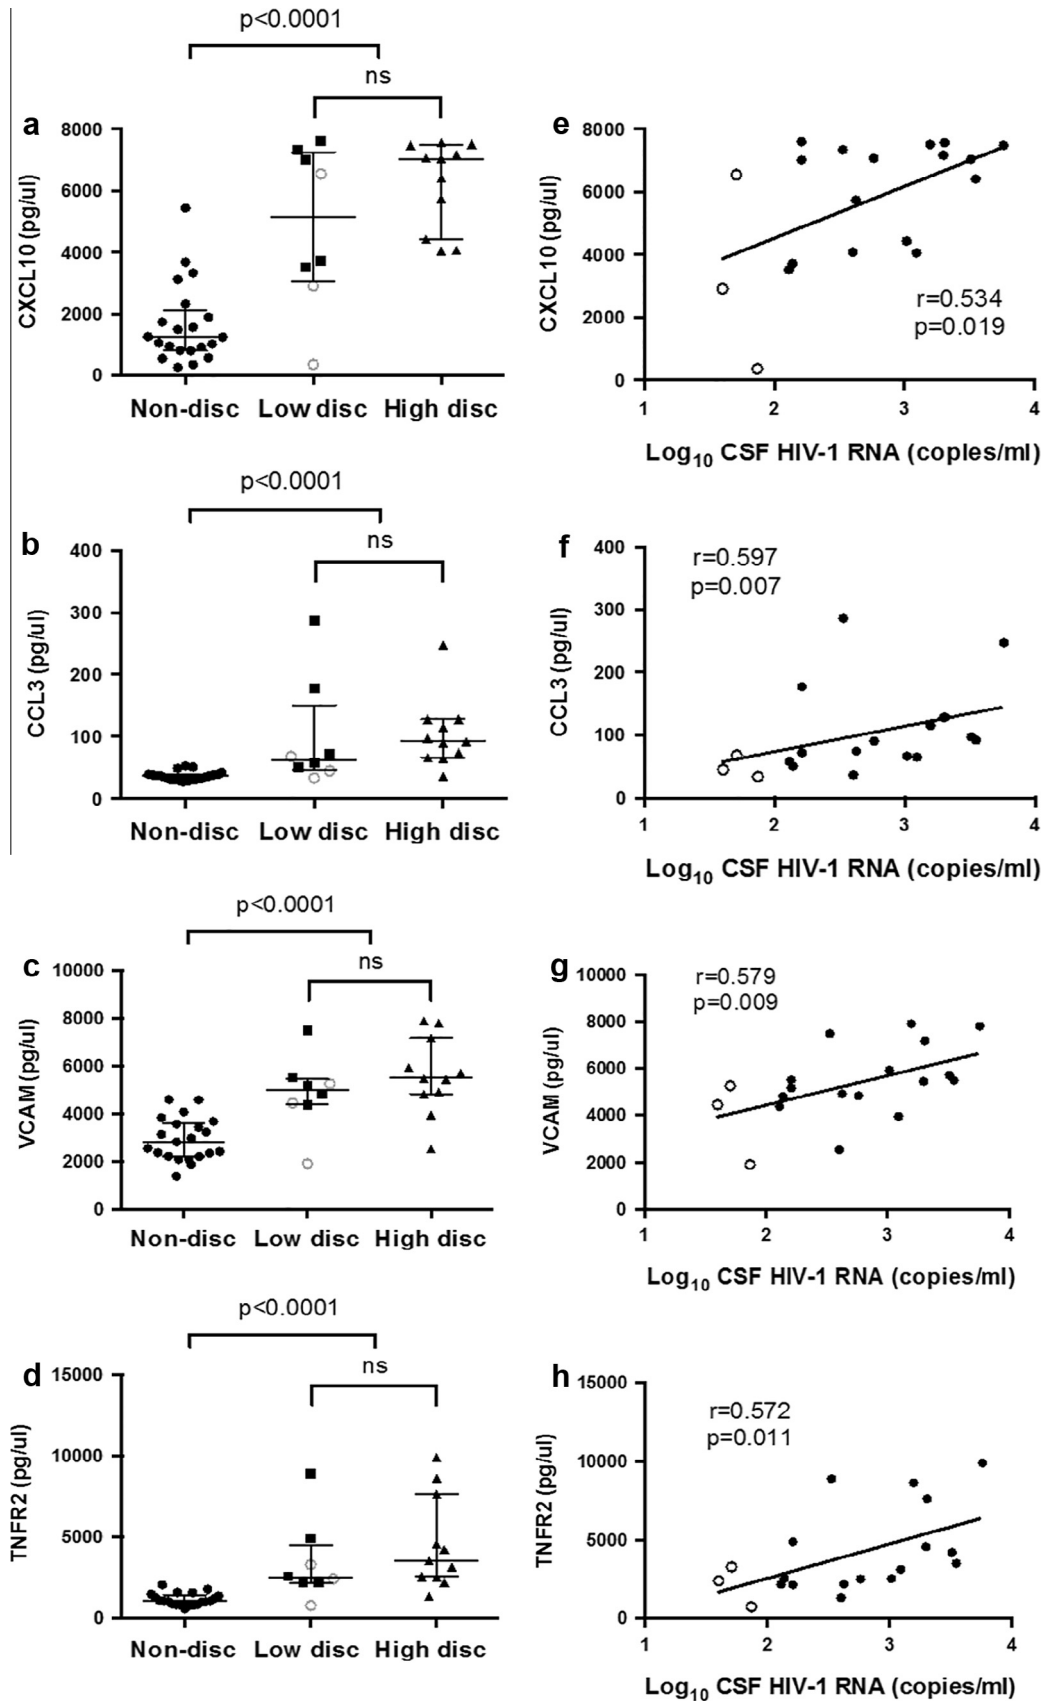 p<0.0001
ns
a
CXCL10 (pg/ul)
8000
6000
4000
2000
0
Non-disc Low disc High disc
e
CXCL10 (pg/ul)
8000
6000
4000
2000
0
r=0.534
p=0.019
1 2 3 4
Log10 CSF HIV-1 RNA (copies/ml)
p<0.0001
ns
b
CCL3 (pg/ul)
400
300
200
100
0
Non-disc Low disc High disc
f
CCL3 (pg/ul)
400
300
200
100
0
r=0.597
p=0.007
1 2 3 4
Log10 CSF HIV-1 RNA (copies/ml)
p<0.0001
ns
c
VCAM (pg/ul)
10000
8000
6000
4000
2000
0
Non-disc Low disc High disc
g
VCAM (pg/ul)
10000
8000
6000
4000
2000
0
r=0.579
p=0.009
1 2 3 4
Log10 CSF HIV-1 RNA (copies/ml)
p<0.0001
ns
d
TNFR2 (pg/ul)
15000
10000
5000
0
Non-disc Low disc High disc
h
TNFR2 (pg/ul)
15000
10000
5000
0
r=0.572
p=0.011
1 2 3 4
Log10 CSF HIV-1 RNA (copies/ml)